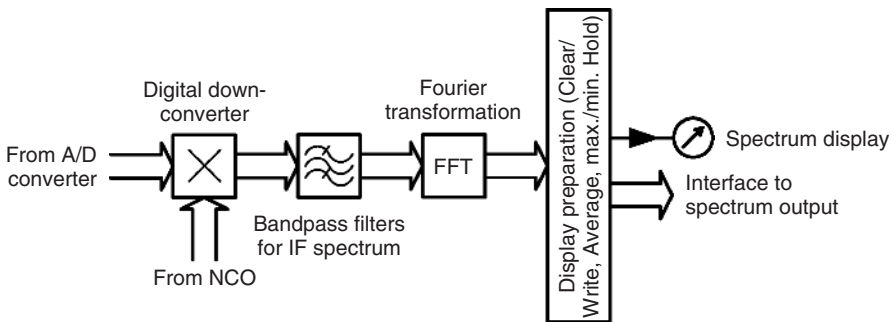 Digital down-
converter
Fourier
transformation
From A/D
converter
FFT
Bandpass filters
for IF spectrum
From NCO
Display preparation (Clear/
Write, Average, max./min. Hold)
Spectrum display
Interface to
spectrum output